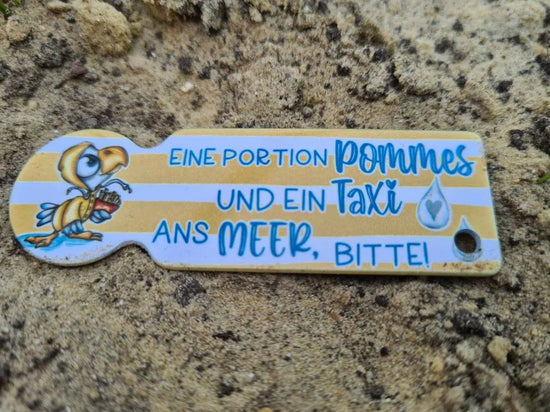 EINE PORTION Pommes
UND EIN Taxi
ANS MEER, BITTE!